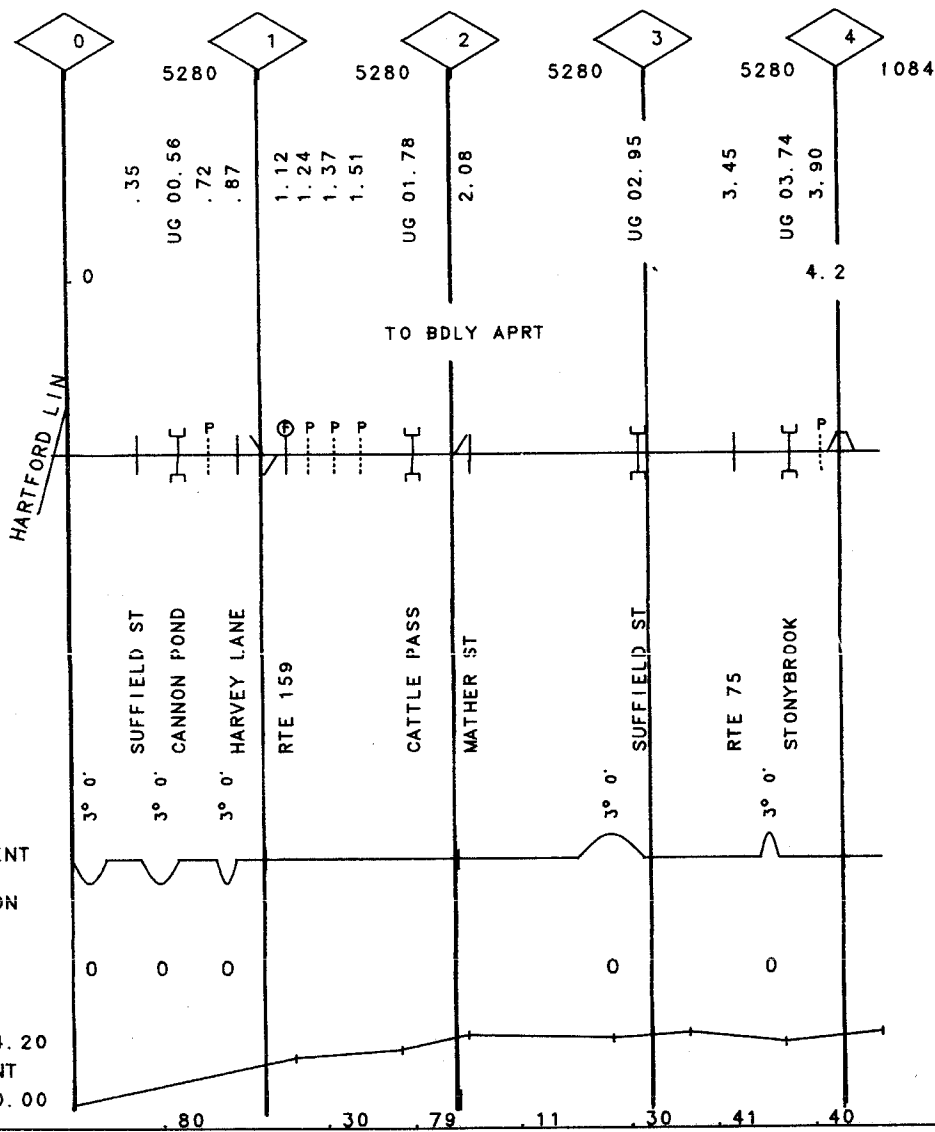 0 1 2 3 4
5280 5280 5280 5280 1084
.35
UG 00.56
.72
.87
1.12
1.24
1.37
1.51
UG 01.78
2.08
UG 02.95
3.45
UG 03.74
3.90
0
4.2
TO BDLY APRT
HARTFORD LIN
P F P P P P
SUFFIELD ST
CANNON POND
HARVEY LANE
RTE 159
CATTLE PASS
MATHER ST
SUFFIELD ST
RTE 75
STONYBROOK
3° 0'
3° 0'
3° 0'
3° 0'
3° 0'
ENT
ON
0 0 0 0 0
4.20
NT
0.00
.80 .30 .79 .11 .30 .41 .40